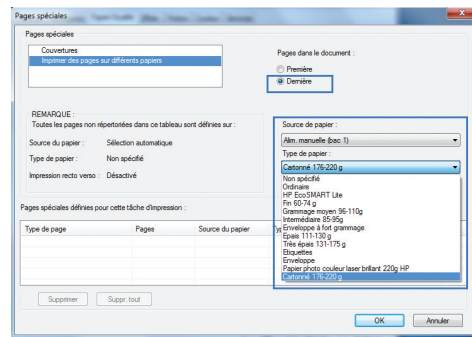 Pages spéciales
Pages spéciales
Couvertures
Imprimer des pages sur différents papiers
Pages dans le document :
Première
Dernière
REMARQUE :
Toutes les pages non répertoriées dans ce tableau sont définies sur :
Source du papier : Sélection automatique
Type de papier : Non spécifié
Impression recto verso : Désactivé
Source de papier :
Alim. manuelle (bac 1)
Type de papier :
Cartonné 176-220 g
Non spécifié
Ordinaire
HP EcoSMART Lite
Fin 60-74 g
Grammage moyen 96-110g
Intermédiaire 85-95g
Enveloppe à fort grammage
Epais 111-130 g
Très épais 131-175 g
Etiquettes
Enveloppe
Papier photo couleur laser brillant 220g HP
Cartonné 176-220 g
Pages spéciales définies pour cette tâche d'impression :
Type de page Pages Source du papier
Supprimer Suppr. tout
OK Annuler